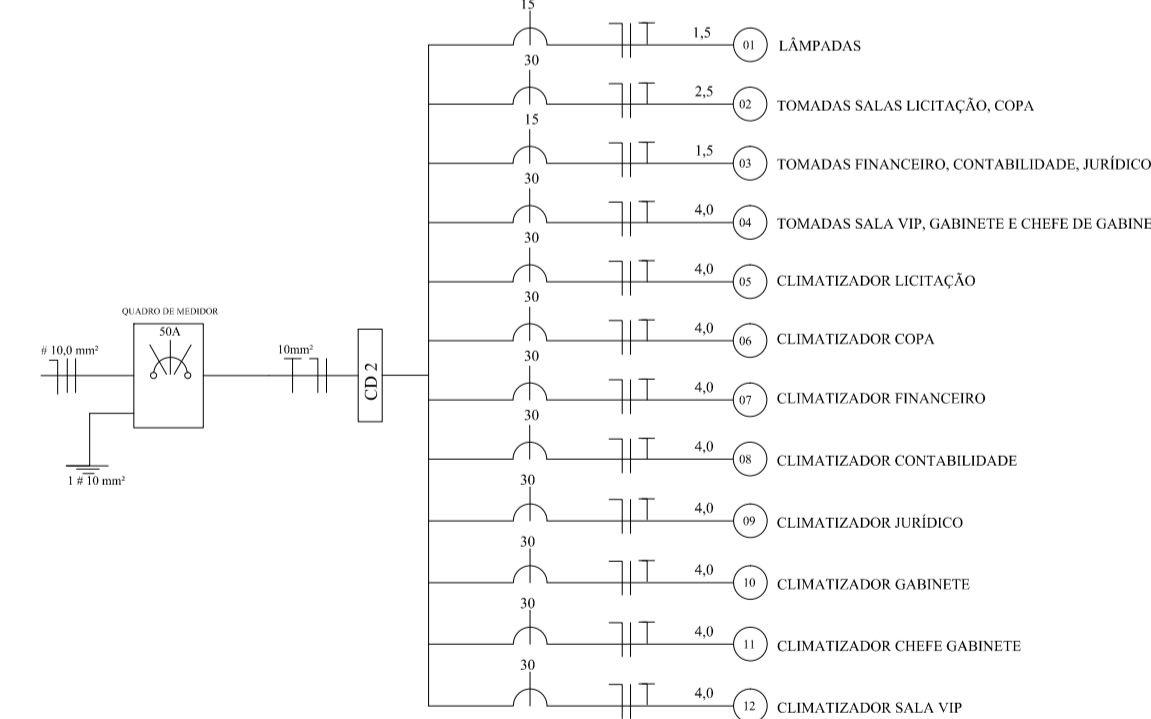 15
1,5
01
LÂMPADAS
30
2,5
02
TOMADAS SALAS LICITAÇÃO, COPA
15
1,5
03
TOMADAS FINANCEIRO, CONTABILIDADE, JURÍDICO
30
4,0
04
TOMADAS SALA VIP, GABINETE E CHEFE DE GABINE
30
4,0
05
CLIMATIZADOR LICITAÇÃO
30
4,0
06
CLIMATIZADOR COPA
30
4,0
07
CLIMATIZADOR FINANCEIRO
30
4,0
08
CLIMATIZADOR CONTABILIDADE
30
4,0
09
CLIMATIZADOR JURÍDICO
30
4,0
10
CLIMATIZADOR GABINETE
30
4,0
11
CLIMATIZADOR CHEFE GABINETE
30
4,0
12
CLIMATIZADOR SALA VIP
QUADRO DE MEDIDOR
50A
# 10,0 mm²
10mm²
CD 2
1 # 10 mm²